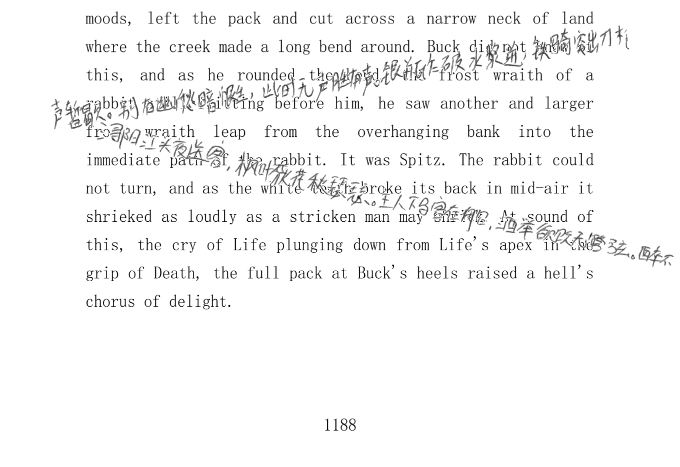 moods, left the pack and cut across a narrow neck of land
where the creek made a long bend around. Buck did not
this, and as he rounded the bend, the frost wraith of a
rabbit still flitting before him, he saw another and larger
frost wraith leap from the overhanging bank into the
immediate path of the rabbit. It was Spitz. The rabbit could
not turn, and as the white teeth broke its back in mid-air it
shrieked as loudly as a stricken man may shriek. At sound of
this, the cry of Life plunging down from Life's apex in the
grip of Death, the full pack at Buck's heels raised a hell's
chorus of delight.
声暂歇。别有幽愁暗恨生，此时无声胜有声银瓶乍破水浆迸，铁骑突出刀枪
浔阳江头夜送客，枫叶荻花秋瑟瑟。主人下马客在船，酒举欲饮无管弦。醉不
1188